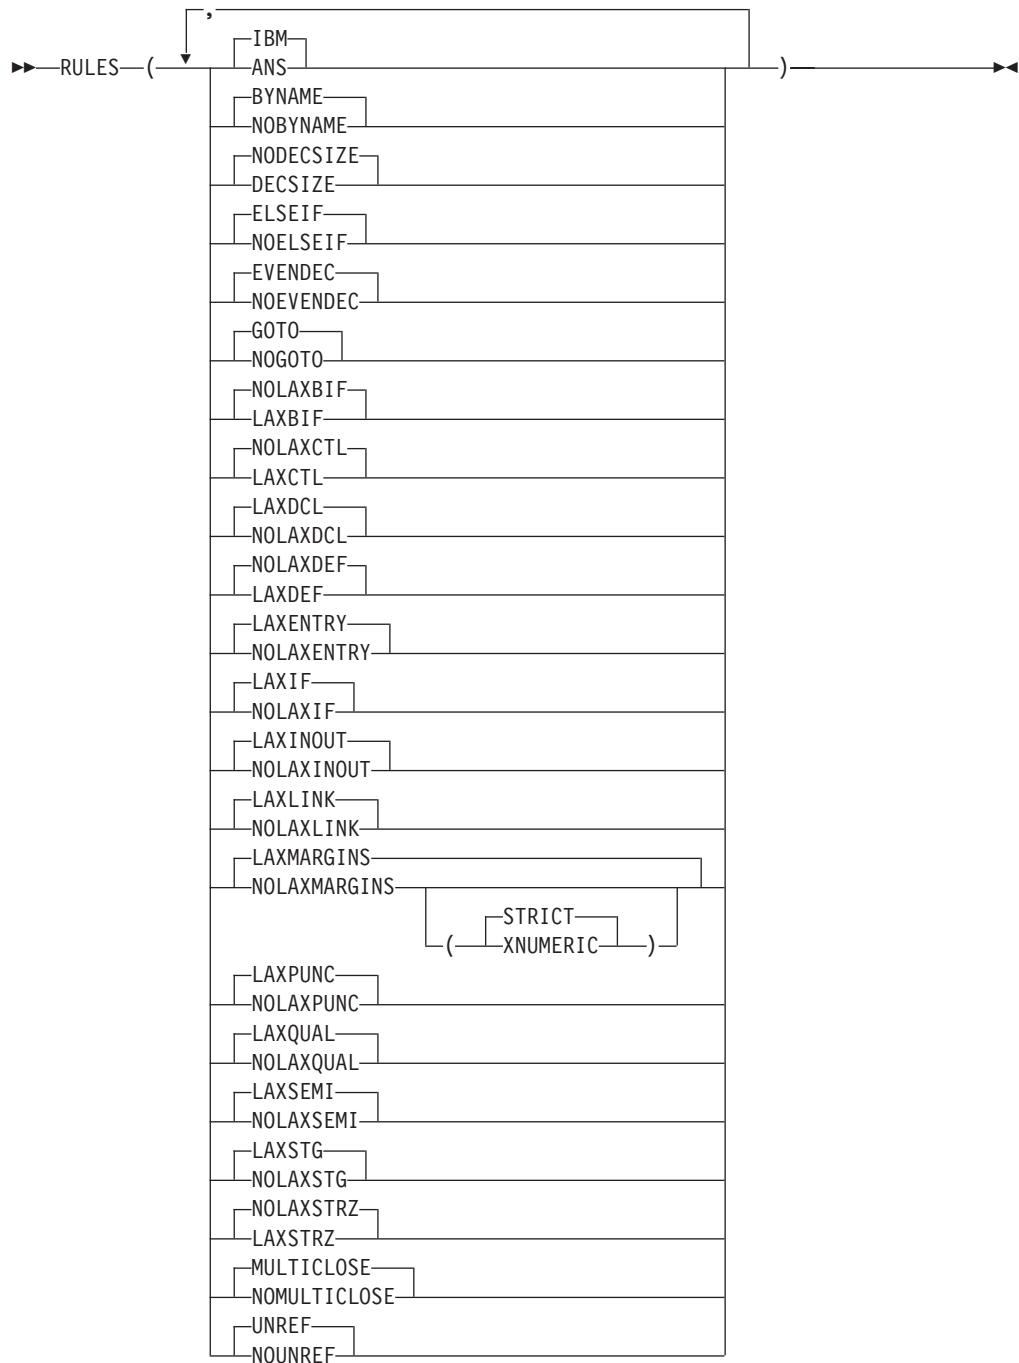 ,
IBM
RULES ( ANS )
BYNAME
NOBYNAME
NODECSIZE
DECSIZE
ELSEIF
NOELSEIF
EVENDEC
NOEVENDEC
GOTO
NOGOTO
NOLAXBIF
LAXBIF
NOLAXCTL
LAXCTL
LAXDCL
NOLAXDCL
NOLAXDEF
LAXDEF
LAXENTRY
NOLAXENTRY
LAXIF
NOLAXIF
LAXINOUT
NOLAXINOUT
LAXLINK
NOLAXLINK
LAXMARGINS
NOLAXMARGINS
STRICT
( XNUMERIC )
LAXPUNC
NOLAXPUNC
LAXQUAL
NOLAXQUAL
LAXSEMI
NOLAXSEMI
LAXSTG
NOLAXSTG
NOLAXSTRZ
LAXSTRZ
MULTICLOSE
NOMULTICLOSE
UNREF
NOUNREF